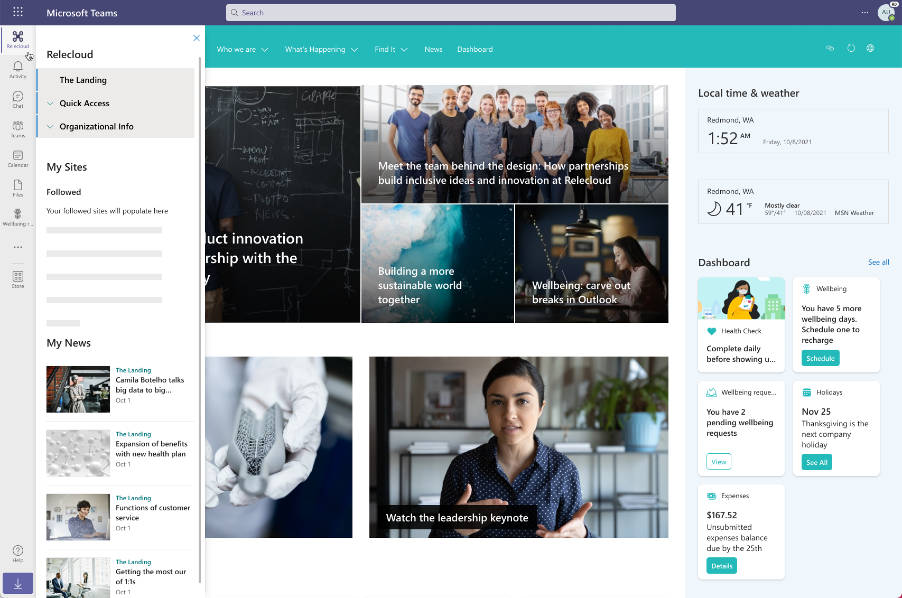 Microsoft Teams
Search
AU
Relecloud
Activity
Chat
Teams
Calendar
Files
Wellbeing r...
Store
Help
Relecloud
The Landing
Quick Access
Organizational Info
My Sites
Followed
Your followed sites will populate here
My News
The Landing
Camila Botelho talks
big data to big...
Oct 1
The Landing
Expansion of benefits
with new health plan
Oct 1
The Landing
Functions of customer
service
Oct 1
The Landing
Getting the most our
of 1:1s
Oct 1
Who we are
What's Happening
Find It
News
Dashboard
uct innovation
rship with the
y
Meet the team behind the design: How partnerships
build inclusive ideas and innovation at Relecloud
Building a more
sustainable world
together
Wellbeing: carve out
breaks in Outlook
Watch the leadership keynote
Local time & weather
Redmond, WA
1:52 AM
Friday, 10/8/2021
Redmond, WA
41 °F
Mostly clear
59°/41° 10/08/2021 MSN Weather
Dashboard
See all
Health Check
Complete daily
before showing u...
Wellbeing
You have 5 more
wellbeing days.
Schedule one to
recharge
Schedule
Wellbeing reque...
You have 2
pending wellbeing
requests
View
Holidays
Nov 25
Thanksgiving is the
next company
holiday
See All
Expenses
$167.52
Unsubmitted
expenses balance
due by the 25th
Details